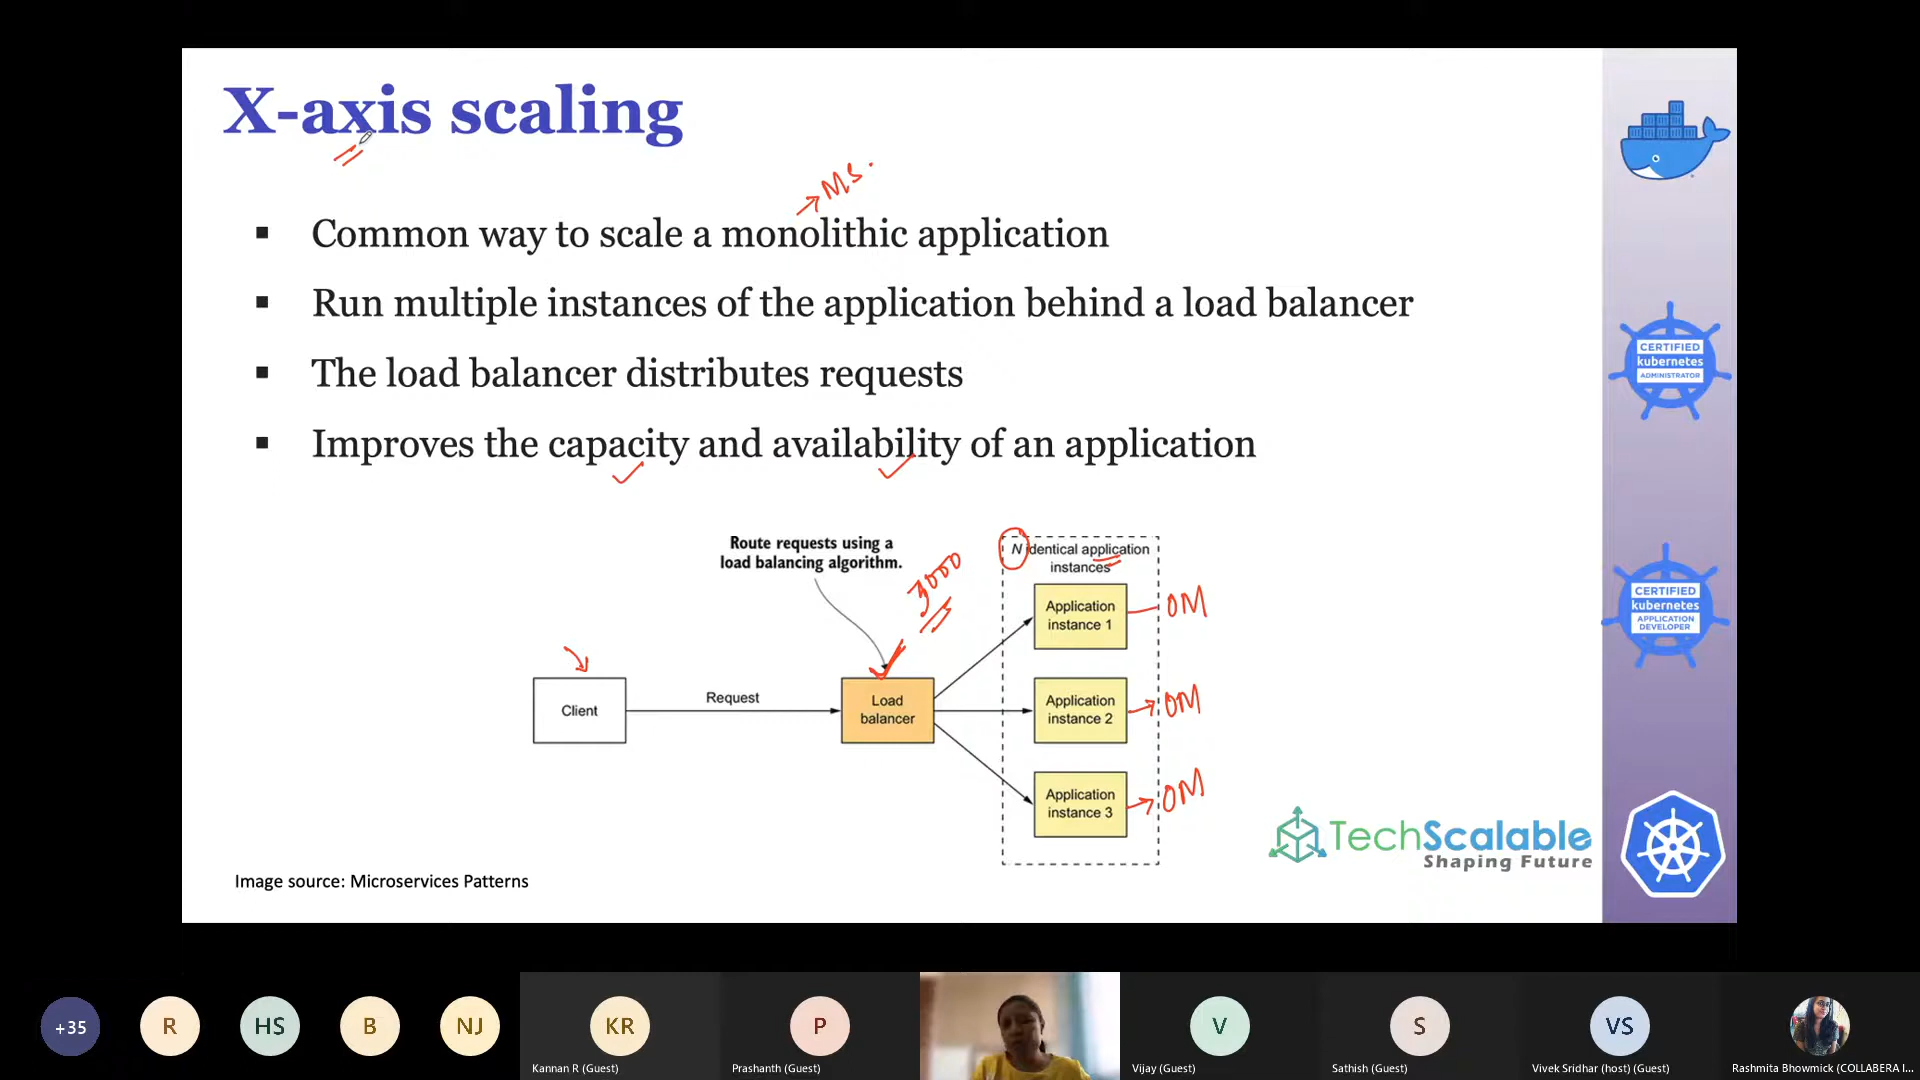 X-axis scaling
→ MS.
▪ Common way to scale a monolithic application
▪ Run multiple instances of the application behind a load balancer
▪ The load balancer distributes requests
▪ Improves the capacity and availability of an application
Route requests using a
load balancing algorithm.
3000
N identical application
instances
Application
instance 1
OM
Client
Request
Load
balancer
Application
instance 2
OM
Application
instance 3
OM
Image source: Microservices Patterns
TechScalable
Shaping Future
CERTIFIED
kubernetes
ADMINISTRATOR
CERTIFIED
kubernetes
APPLICATION
DEVELOPER
+35
R
HS
B
NJ
KR
Kannan R (Guest)
P
Prashanth (Guest)
V
Vijay (Guest)
S
Sathish (Guest)
VS
Vivek Sridhar (host) (Guest)
Rashmita Bhowmick (COLLABERA I...